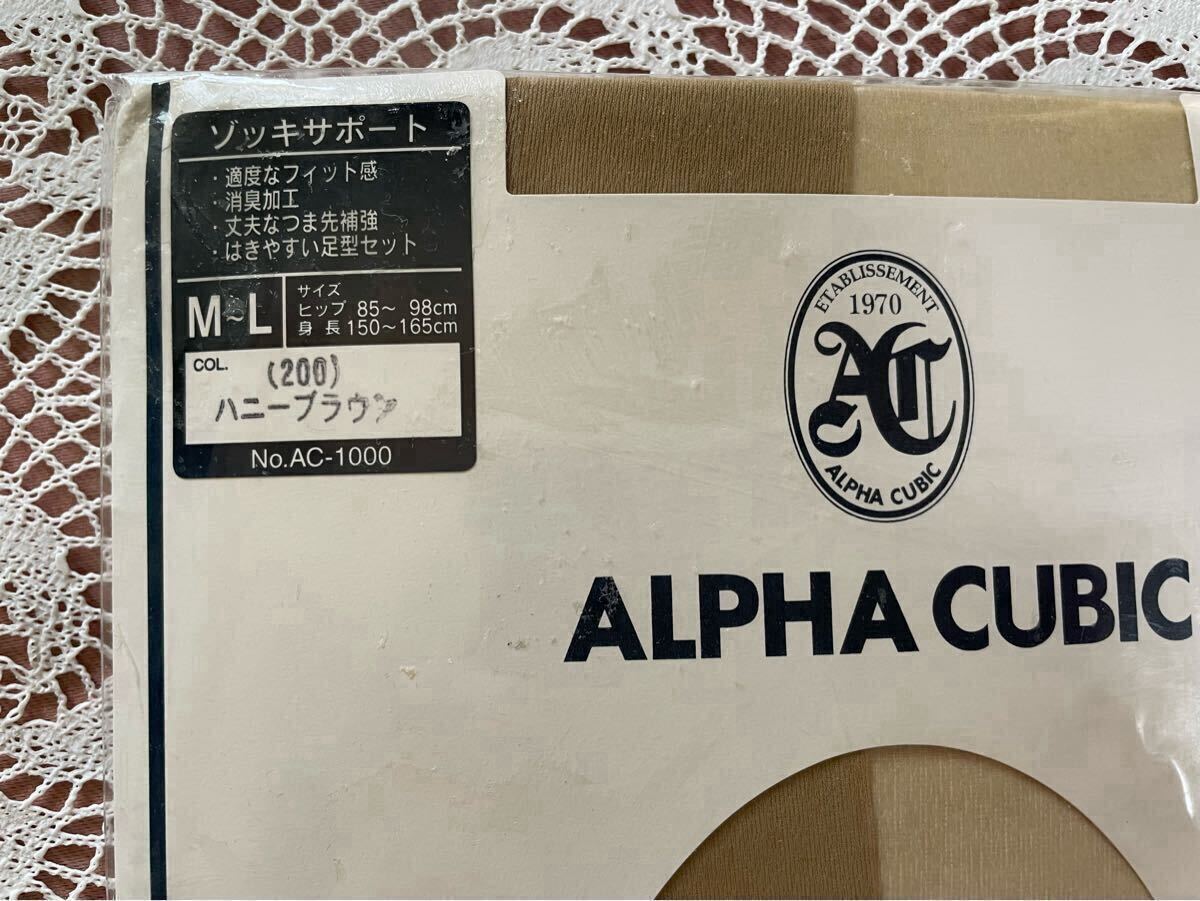 ゾッキサポート
・適度なフィット感
・消臭加工
・丈夫なつま先補強
・はきやすい足型セット
M~L
サイズ
ヒップ 85～ 98cm
身長 150～165cm
COL.
(200)
ハニーブラウン
No.AC-1000
ETABLISSEMENT
1970
AC
ALPHA CUBIC
ALPHA CUBIC